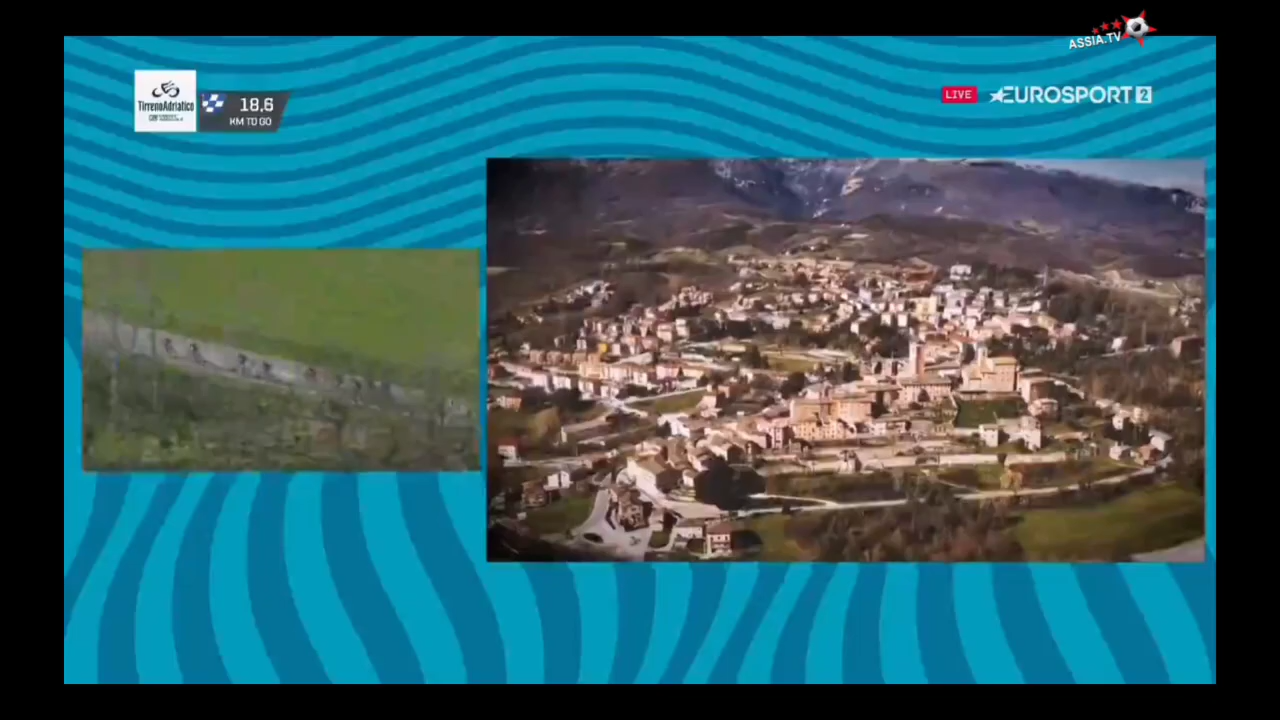 ASSIA.TV
TirrenoAdriatico
18,6
KM TO GO
LIVE
EUROSPORT 2